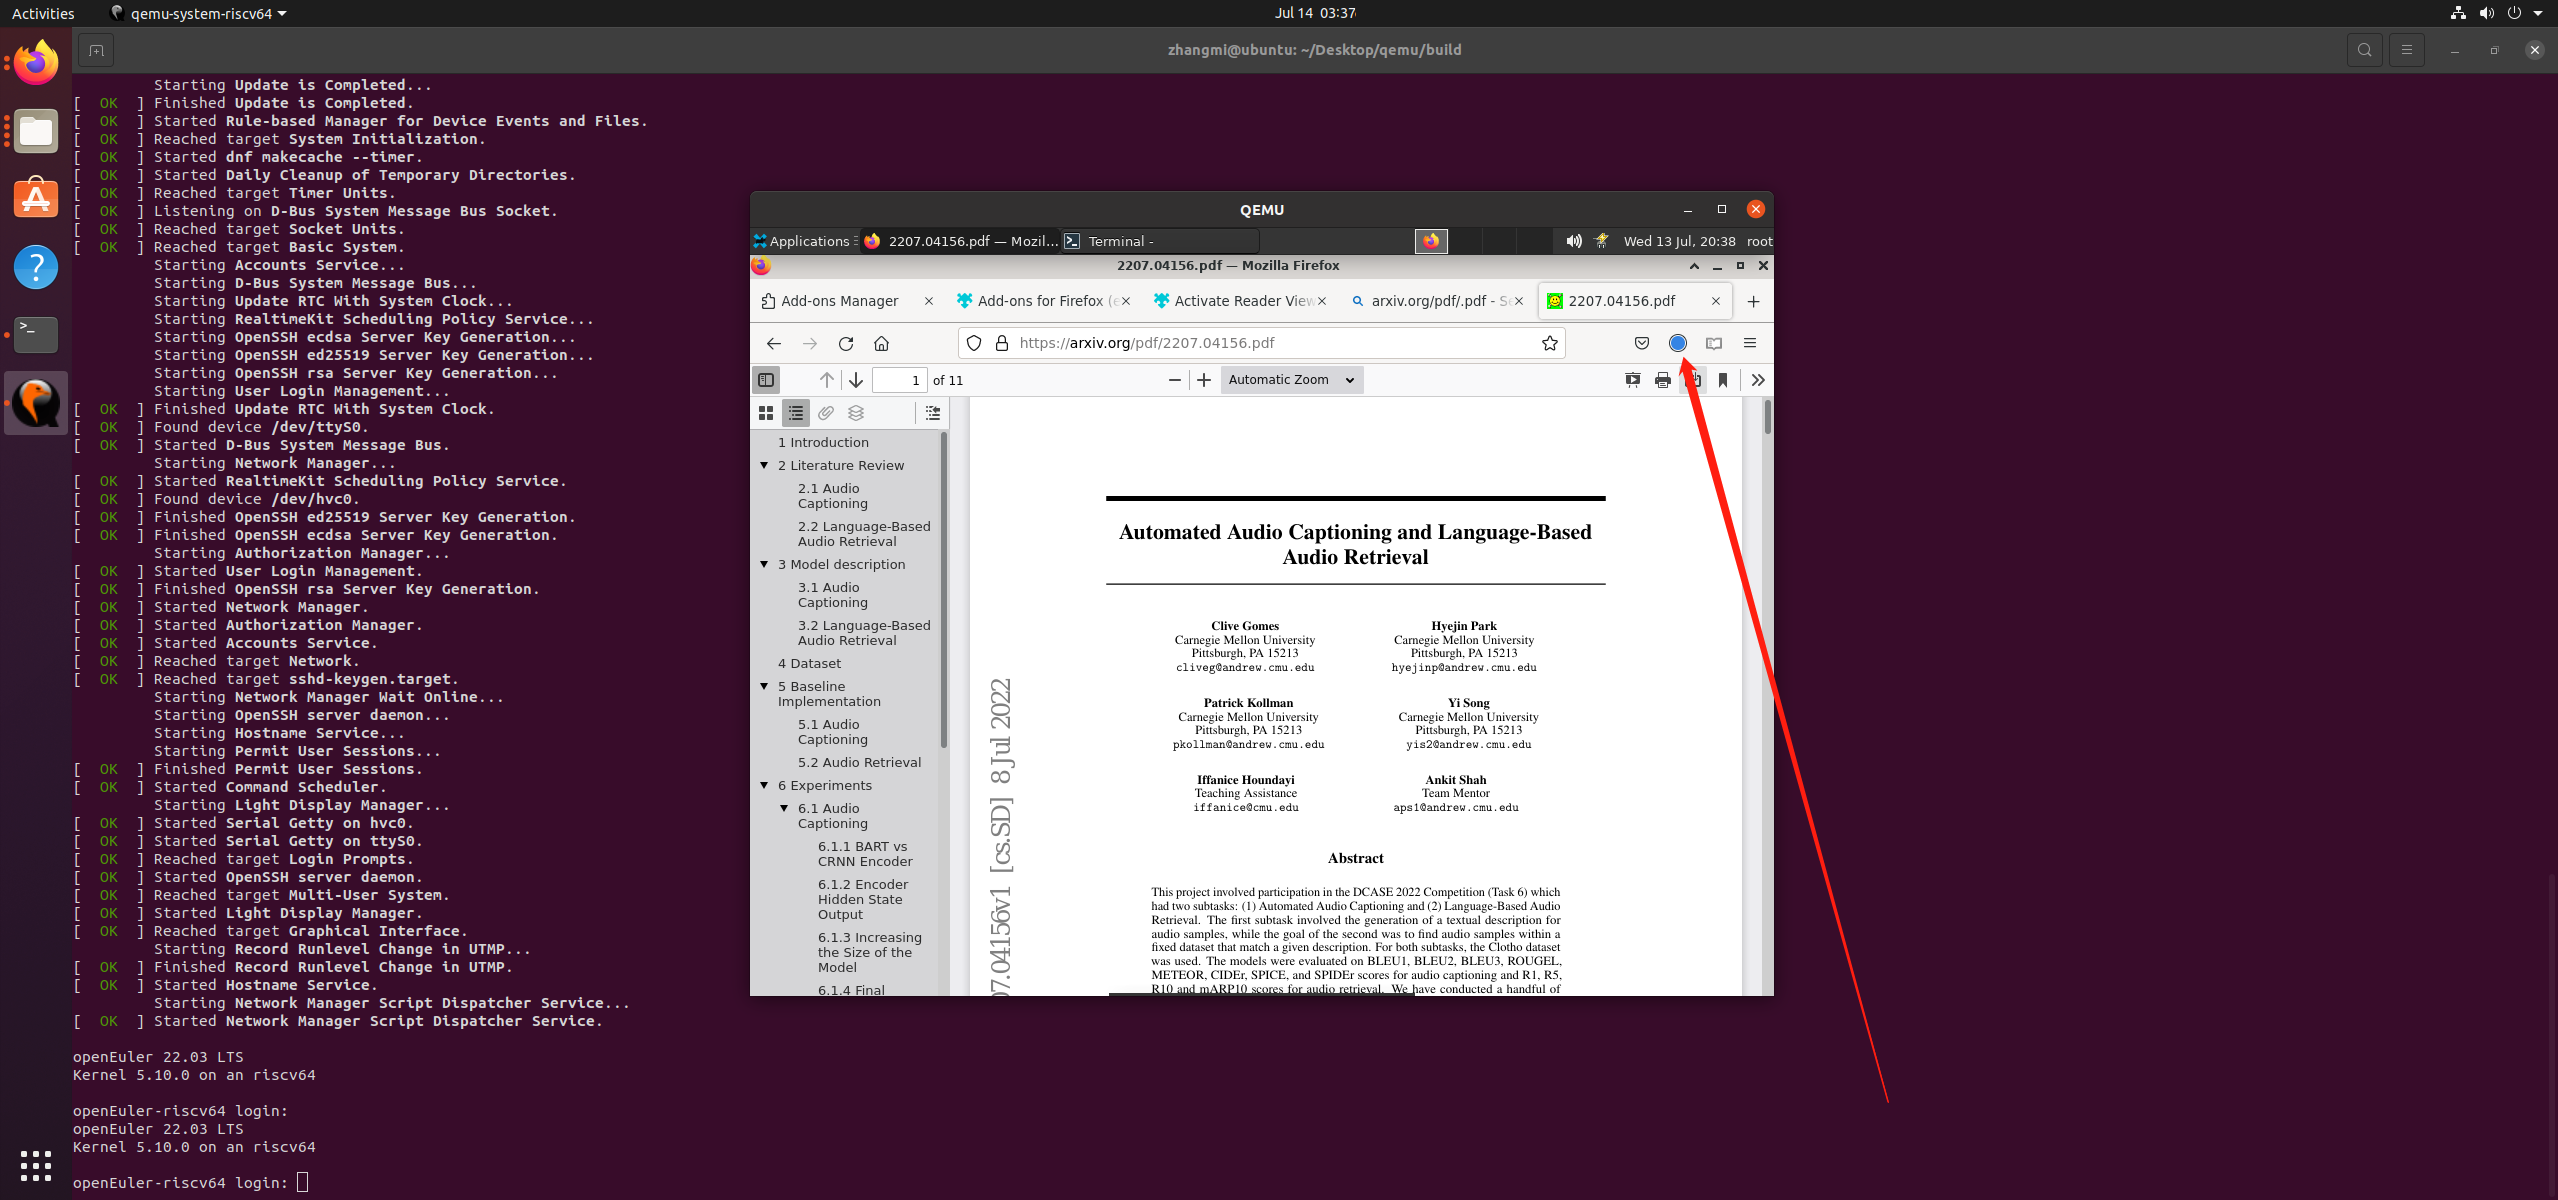 Activities
qemu-system-riscv64
Jul 14 03:37
zhangmi@ubuntu: ~/Desktop/qemu/build
Starting Update is Completed...
[ OK ] Finished Update is Completed.
[ OK ] Started Rule-based Manager for Device Events and Files.
[ OK ] Reached target System Initialization.
[ OK ] Started dnf makecache --timer.
[ OK ] Started Daily Cleanup of Temporary Directories.
[ OK ] Reached target Timer Units.
[ OK ] Listening on D-Bus System Message Bus Socket.
[ OK ] Reached target Socket Units.
[ OK ] Reached target Basic System.
Starting Accounts Service...
Starting D-Bus System Message Bus...
Starting Update RTC With System Clock...
Starting RealtimeKit Scheduling Policy Service...
Starting OpenSSH ecdsa Server Key Generation...
Starting OpenSSH ed25519 Server Key Generation...
Starting OpenSSH rsa Server Key Generation...
Starting User Login Management...
[ OK ] Finished Update RTC With System Clock.
[ OK ] Found device /dev/ttyS0.
[ OK ] Started D-Bus System Message Bus.
Starting Network Manager...
[ OK ] Started RealtimeKit Scheduling Policy Service.
[ OK ] Found device /dev/hvc0.
[ OK ] Finished OpenSSH ed25519 Server Key Generation.
[ OK ] Finished OpenSSH ecdsa Server Key Generation.
Starting Authorization Manager...
[ OK ] Started User Login Management.
[ OK ] Finished OpenSSH rsa Server Key Generation.
[ OK ] Started Network Manager.
[ OK ] Started Authorization Manager.
[ OK ] Started Accounts Service.
[ OK ] Reached target Network.
[ OK ] Reached target sshd-keygen.target.
Starting Network Manager Wait Online...
Starting OpenSSH server daemon...
Starting Hostname Service...
Starting Permit User Sessions...
[ OK ] Finished Permit User Sessions.
[ OK ] Started Command Scheduler.
Starting Light Display Manager...
[ OK ] Started Serial Getty on hvc0.
[ OK ] Started Serial Getty on ttyS0.
[ OK ] Reached target Login Prompts.
[ OK ] Started OpenSSH server daemon.
[ OK ] Reached target Multi-User System.
[ OK ] Started Light Display Manager.
[ OK ] Reached target Graphical Interface.
Starting Record Runlevel Change in UTMP...
[ OK ] Finished Record Runlevel Change in UTMP.
[ OK ] Started Hostname Service.
Starting Network Manager Script Dispatcher Service...
[ OK ] Started Network Manager Script Dispatcher Service.
openEuler 22.03 LTS
Kernel 5.10.0 on an riscv64
openEuler-riscv64 login:
openEuler 22.03 LTS
Kernel 5.10.0 on an riscv64
openEuler-riscv64 login:
QEMU
Applications
2207.04156.pdf — Mozil...
Terminal -
Wed 13 Jul, 20:38 root
2207.04156.pdf — Mozilla Firefox
Add-ons Manager
Add-ons for Firefox (e
Activate Reader View
arxiv.org/pdf/.pdf - Se
2207.04156.pdf
https://arxiv.org/pdf/2207.04156.pdf
1 of 11
Automatic Zoom
1 Introduction
2 Literature Review
2.1 Audio
Captioning
2.2 Language-Based
Audio Retrieval
3 Model description
3.1 Audio
Captioning
3.2 Language-Based
Audio Retrieval
4 Dataset
5 Baseline
Implementation
5.1 Audio
Captioning
5.2 Audio Retrieval
6 Experiments
6.1 Audio
Captioning
6.1.1 BART vs
CRNN Encoder
6.1.2 Encoder
Hidden State
Output
6.1.3 Increasing
the Size of the
Model
6.1.4 Final
07.04156v1 [cs.SD] 8 Jul 2022
Automated Audio Captioning and Language-Based
Audio Retrieval
Clive Gomes
Carnegie Mellon University
Pittsburgh, PA 15213
cliveg@andrew.cmu.edu
Hyejin Park
Carnegie Mellon University
Pittsburgh, PA 15213
hyejinp@andrew.cmu.edu
Patrick Kollman
Carnegie Mellon University
Pittsburgh, PA 15213
pkollman@andrew.cmu.edu
Yi Song
Carnegie Mellon University
Pittsburgh, PA 15213
yis2@andrew.cmu.edu
Iffanice Houndayi
Teaching Assistance
iffanice@cmu.edu
Ankit Shah
Team Mentor
aps1@andrew.cmu.edu
Abstract
This project involved participation in the DCASE 2022 Competition (Task 6) which
had two subtasks: (1) Automated Audio Captioning and (2) Language-Based Audio
Retrieval. The first subtask involved the generation of a textual description for
audio samples, while the goal of the second was to find audio samples within a
fixed dataset that match a given description. For both subtasks, the Clotho dataset
was used. The models were evaluated on BLEU1, BLEU2, BLEU3, ROUGEL,
METEOR, CIDEr, SPICE, and SPIDEr scores for audio captioning and R1, R5,
R10 and mARP10 scores for audio retrieval. We have conducted a handful of